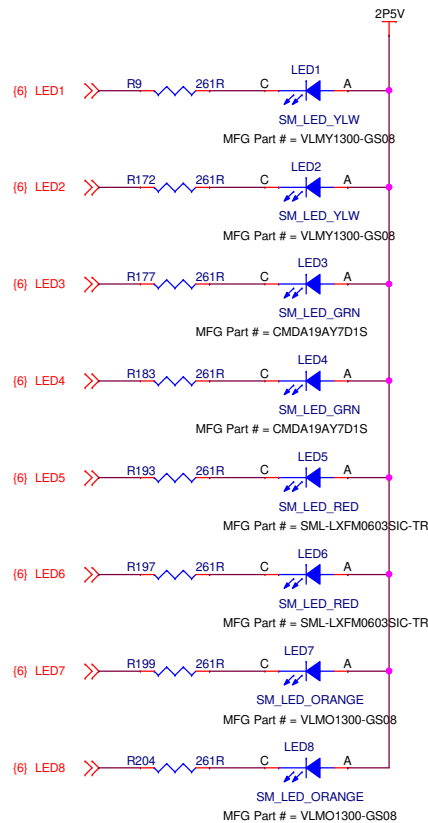 2P5V
LED1
{6} LED1 R9 261R C A
SM_LED_YLW
MFG Part # = VLMY1300-GS08
LED2
{6} LED2 R172 261R C A
SM_LED_YLW
MFG Part # = VLMY1300-GS08
LED3
{6} LED3 R177 261R C A
SM_LED_GRN
MFG Part # = CMDA19AY7D1S
LED4
{6} LED4 R183 261R C A
SM_LED_GRN
MFG Part # = CMDA19AY7D1S
LED5
{6} LED5 R193 261R C A
SM_LED_RED
MFG Part # = SML-LXFM0603SIC-TR
LED6
{6} LED6 R197 261R C A
SM_LED_RED
MFG Part # = SML-LXFM0603SIC-TR
LED7
{6} LED7 R199 261R C A
SM_LED_ORANGE
MFG Part # = VLMO1300-GS08
LED8
{6} LED8 R204 261R C A
SM_LED_ORANGE
MFG Part # = VLMO1300-GS08